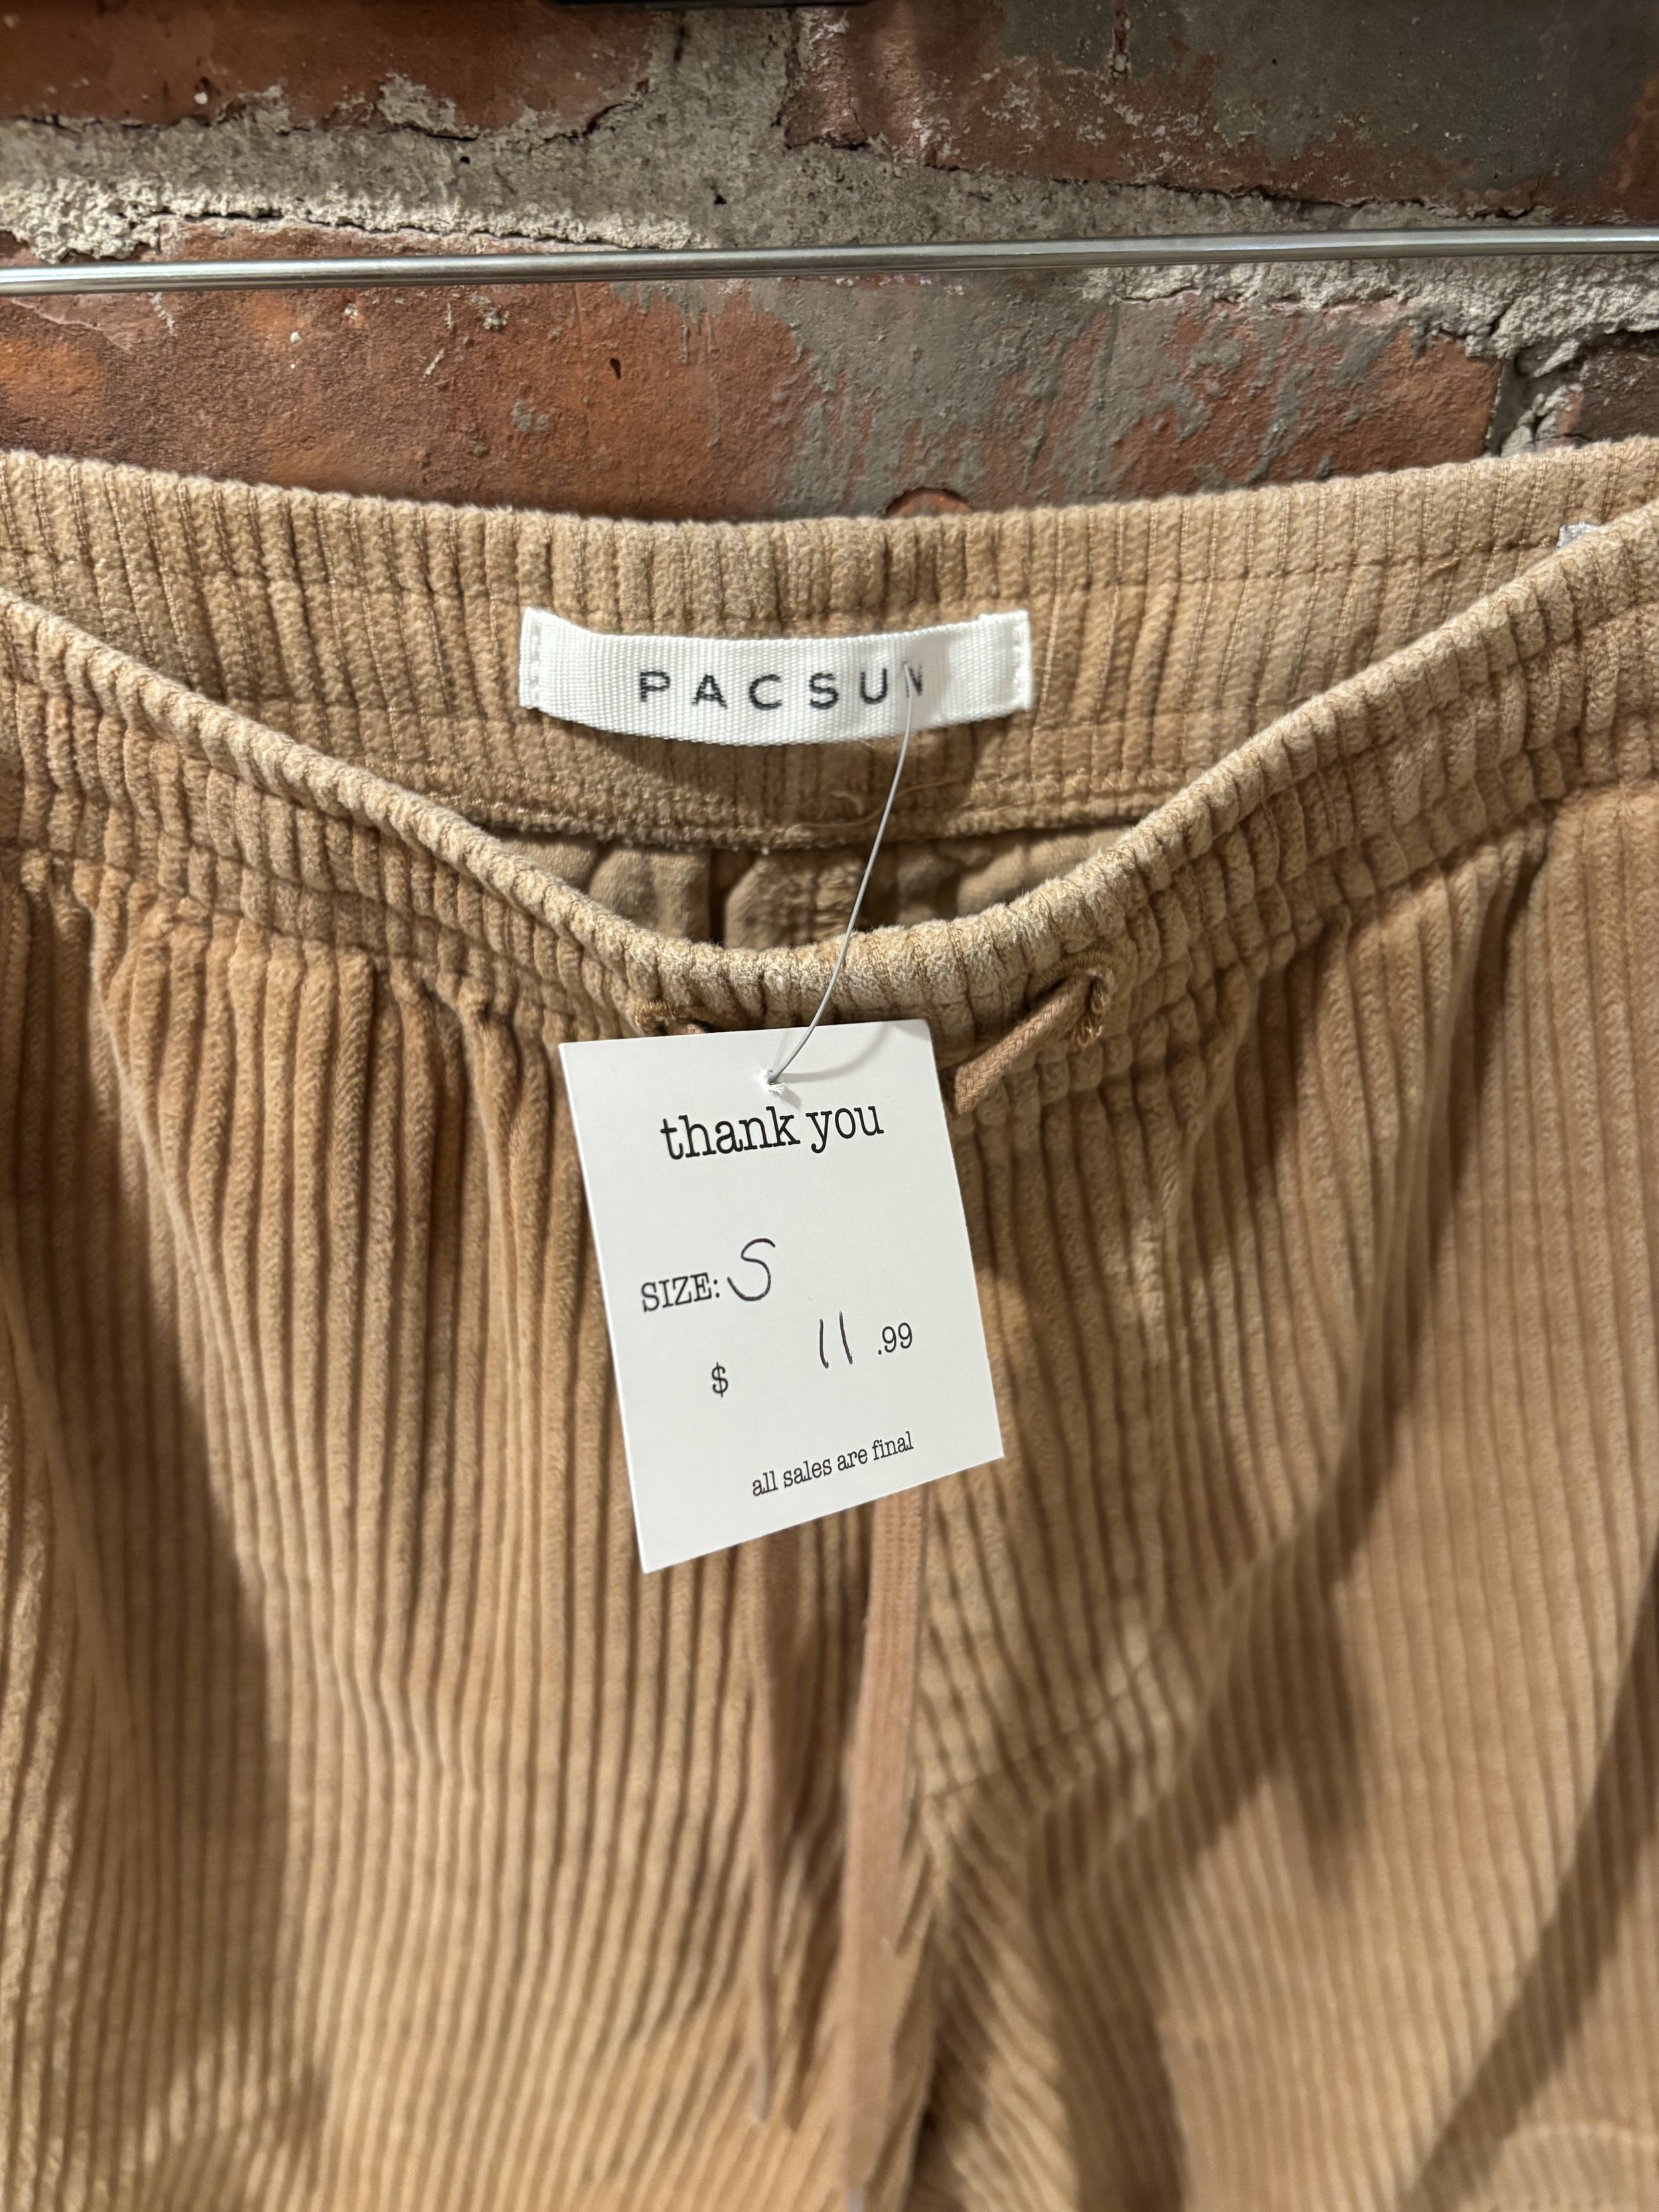 PACSUN
thank you
SIZE: S
$ 11.99
all sales are final